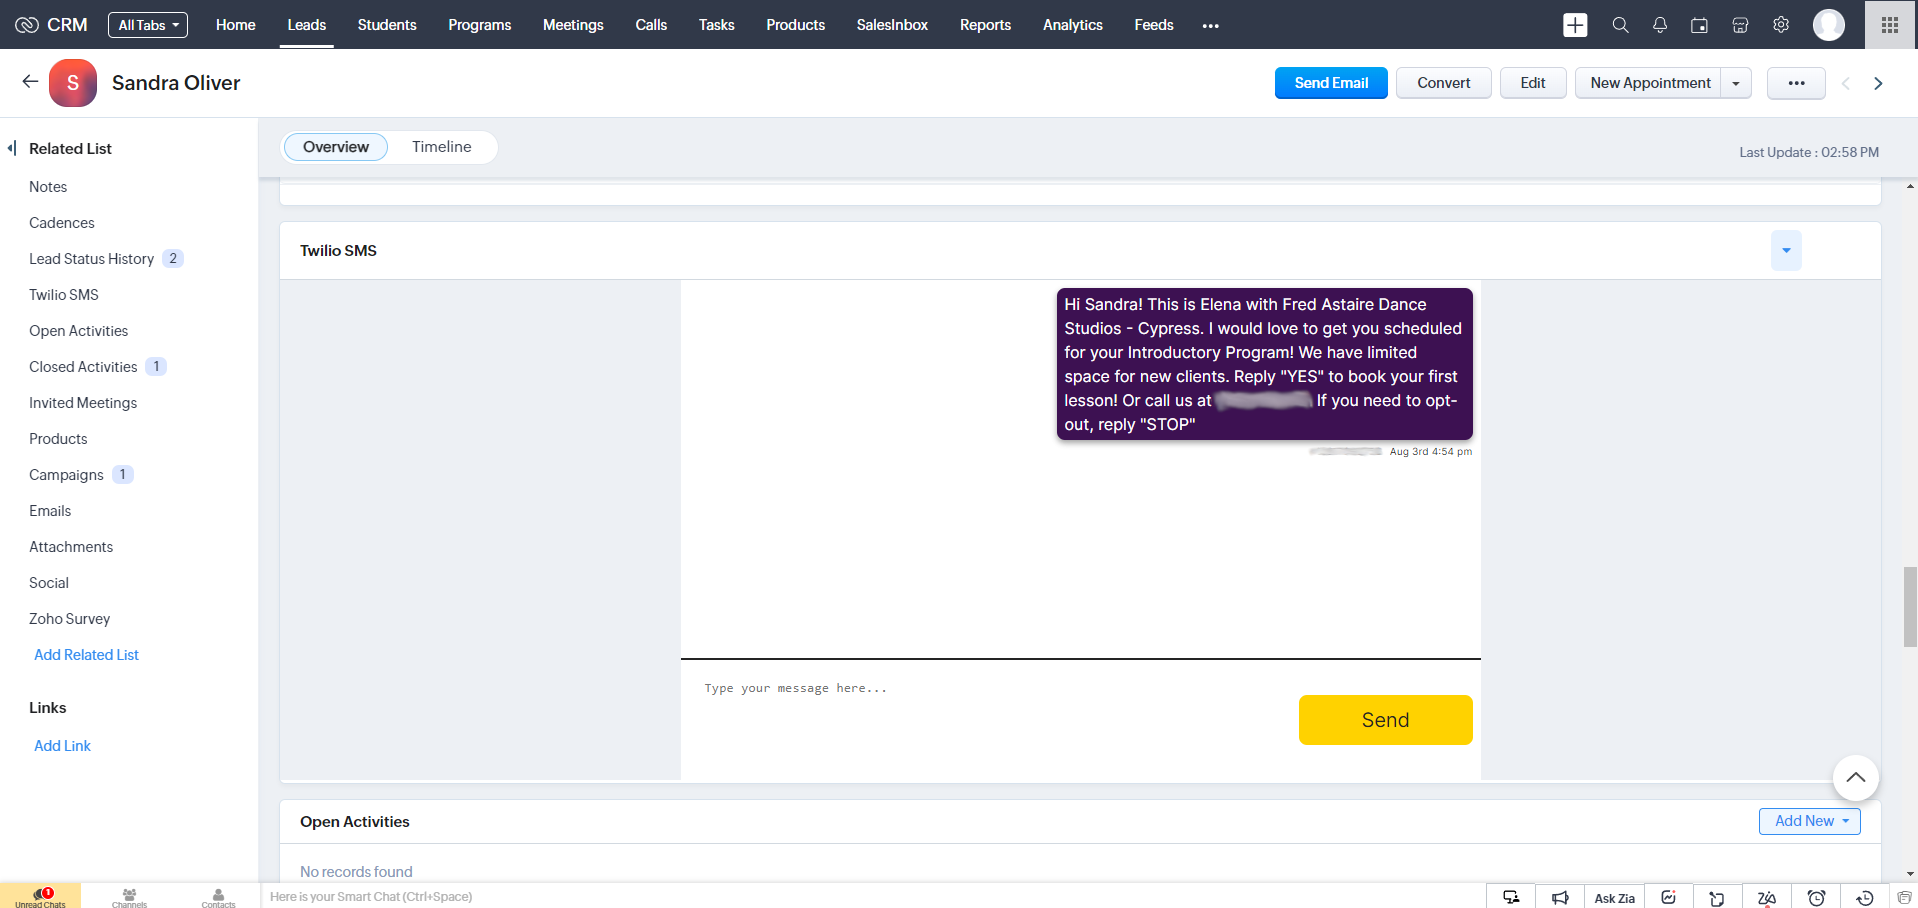 CRM
All Tabs
Home
Leads
Students
Programs
Meetings
Calls
Tasks
Products
SalesInbox
Reports
Analytics
Feeds
S
Sandra Oliver
Send Email
Convert
Edit
New Appointment
Related List
Notes
Cadences
Lead Status History 2
Twilio SMS
Open Activities
Closed Activities 1
Invited Meetings
Products
Campaigns 1
Emails
Attachments
Social
Zoho Survey
Add Related List
Links
Add Link
Overview
Timeline
Last Update : 02:58 PM
Twilio SMS
Hi Sandra! This is Elena with Fred Astaire Dance
Studios - Cypress. I would love to get you scheduled
for your Introductory Program! We have limited
space for new clients. Reply "YES" to book your first
lesson! Or call us at If you need to opt-
out, reply "STOP"
Aug 3rd 4:54 pm
Type your message here...
Send
Open Activities
Add New
No records found
1
Unread Chats
Channels
Contacts
Here is your Smart Chat (Ctrl+Space)
Ask Zia